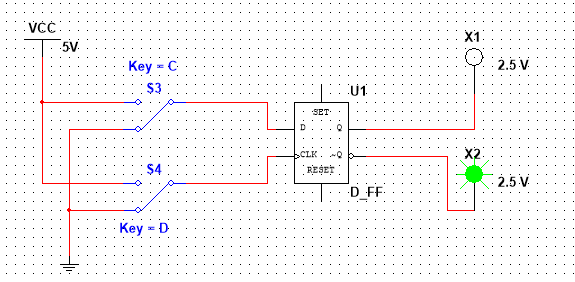 VCC
5V
Key = C
S3
X1
2.5 V
U1
SET
D
Q
CLK
~Q
RESET
D_FF
X2
2.5 V
S4
Key = D